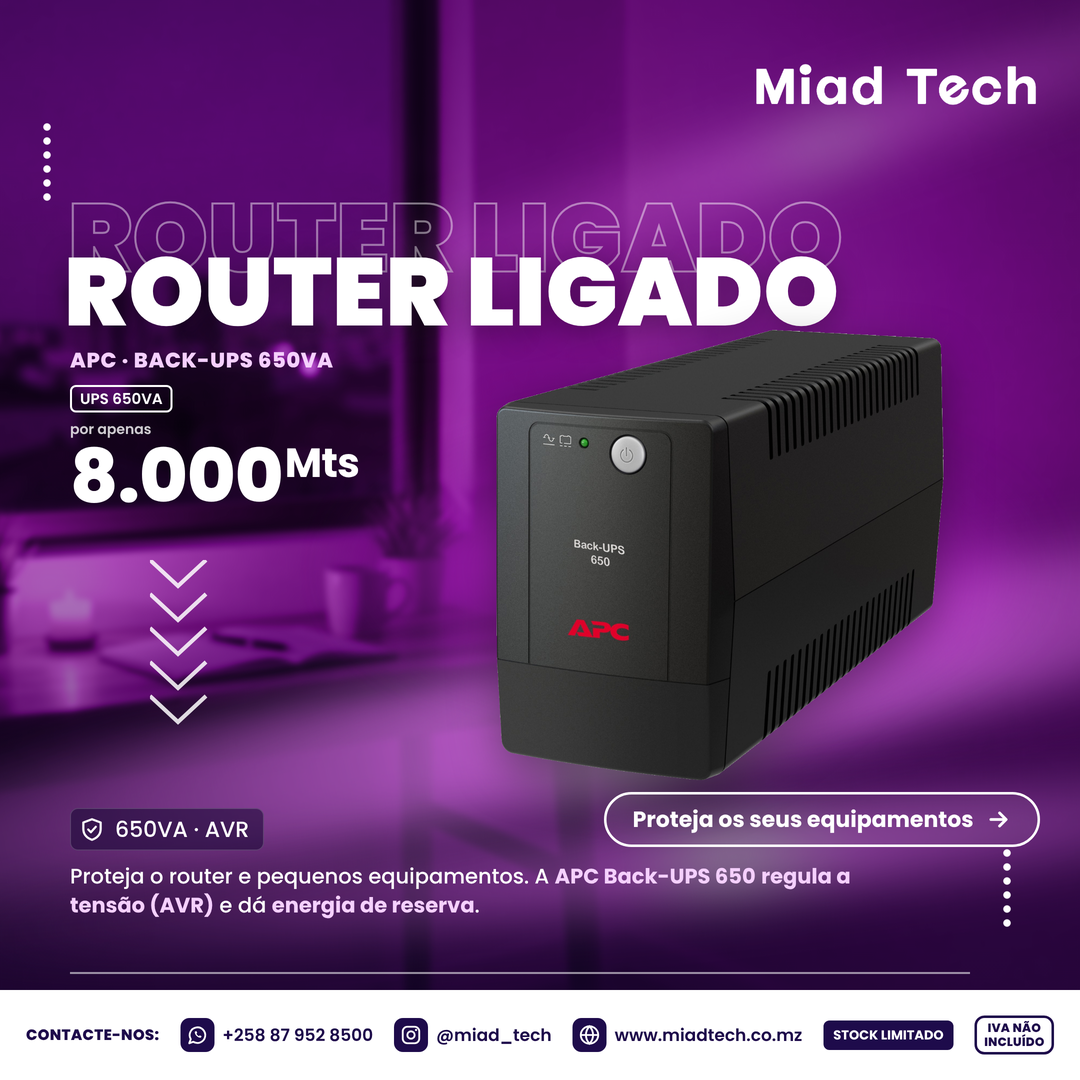 Miad Tech
ROUTER LIGADO
ROUTER LIGADO
APC · BACK-UPS 650VA
UPS 650VA
por apenas
8.000Mts
Back-UPS
650
APC
Proteja os seus equipamentos →
650VA · AVR
Proteja o router e pequenos equipamentos. A APC Back-UPS 650 regula a
tensão (AVR) e dá energia de reserva.
CONTACTE-NOS: +258 87 952 8500 @miad_tech www.miadtech.co.mz STOCK LIMITADO
IVA NÃO
INCLUÍDO